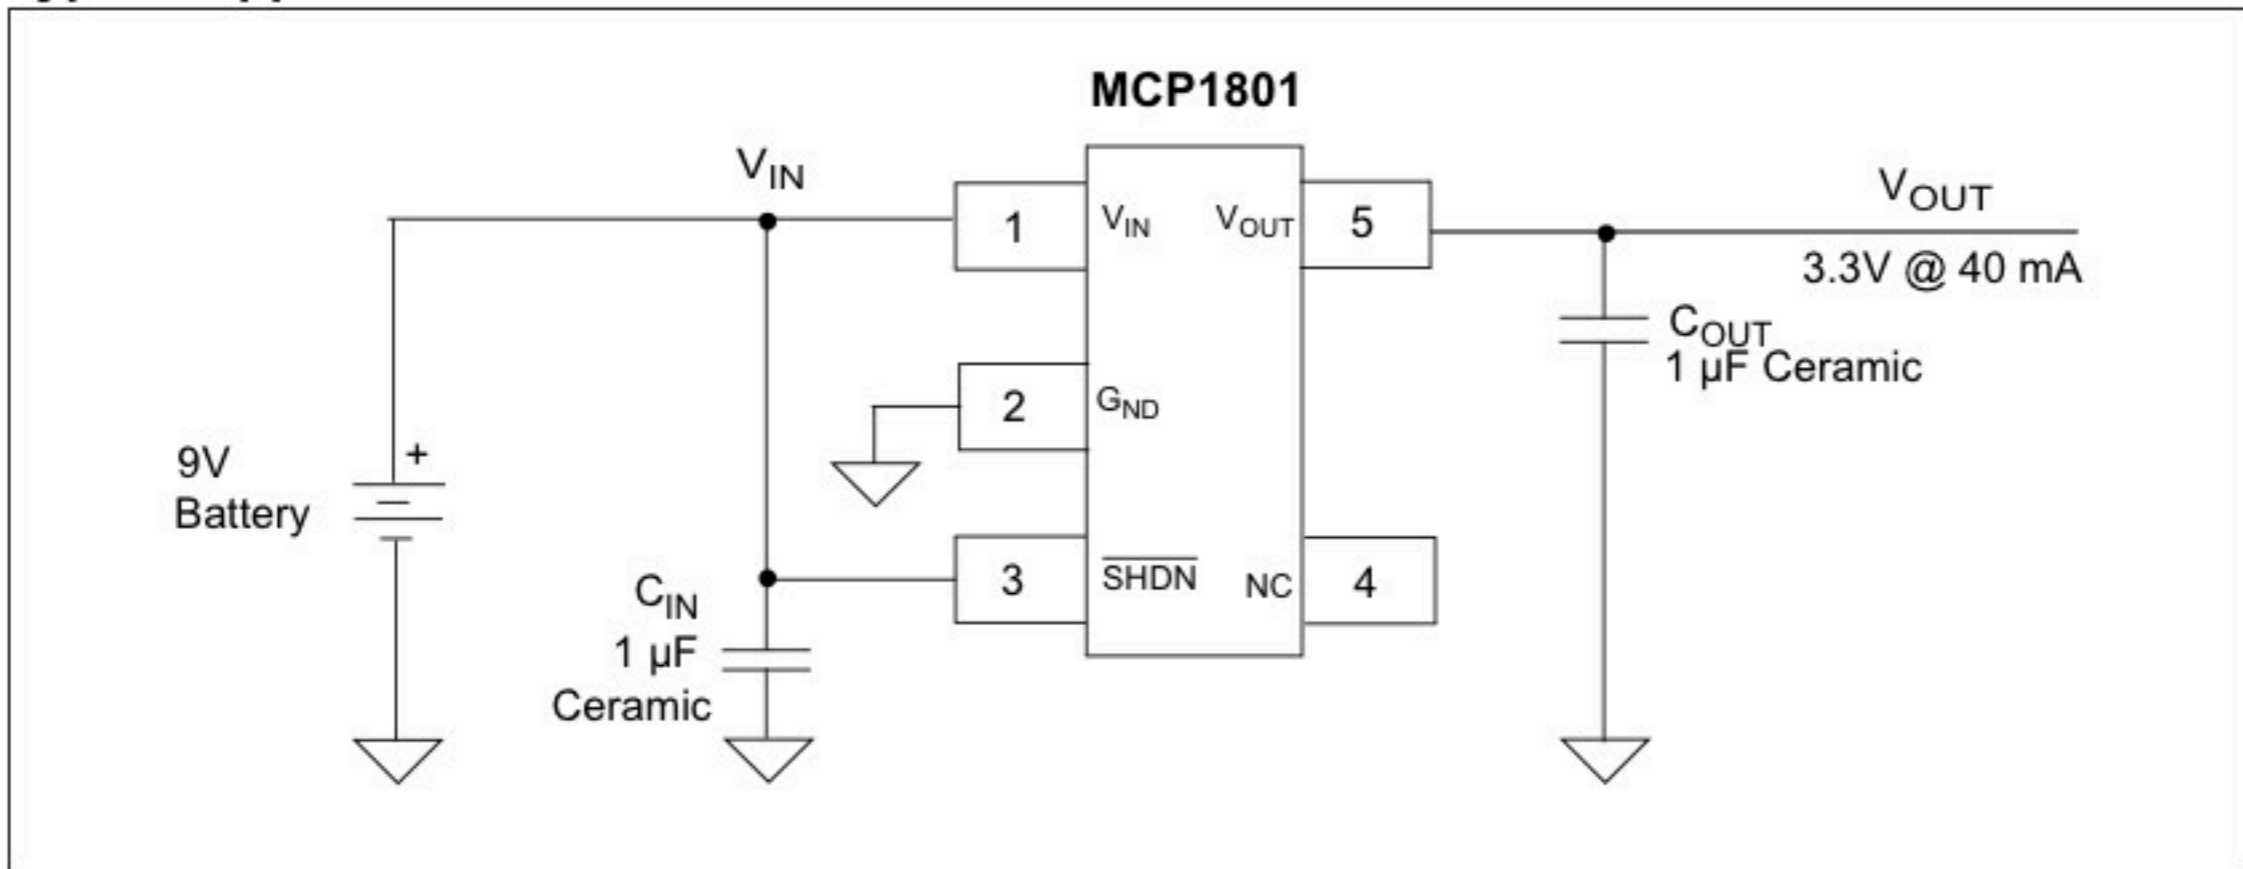 MCP1801
VIN
1
VIN
VOUT
5
VOUT
3.3V @ 40 mA
COUT
1 µF Ceramic
2
GND
9V
Battery
+
3
SHDN
NC
4
CIN
1 µF
Ceramic